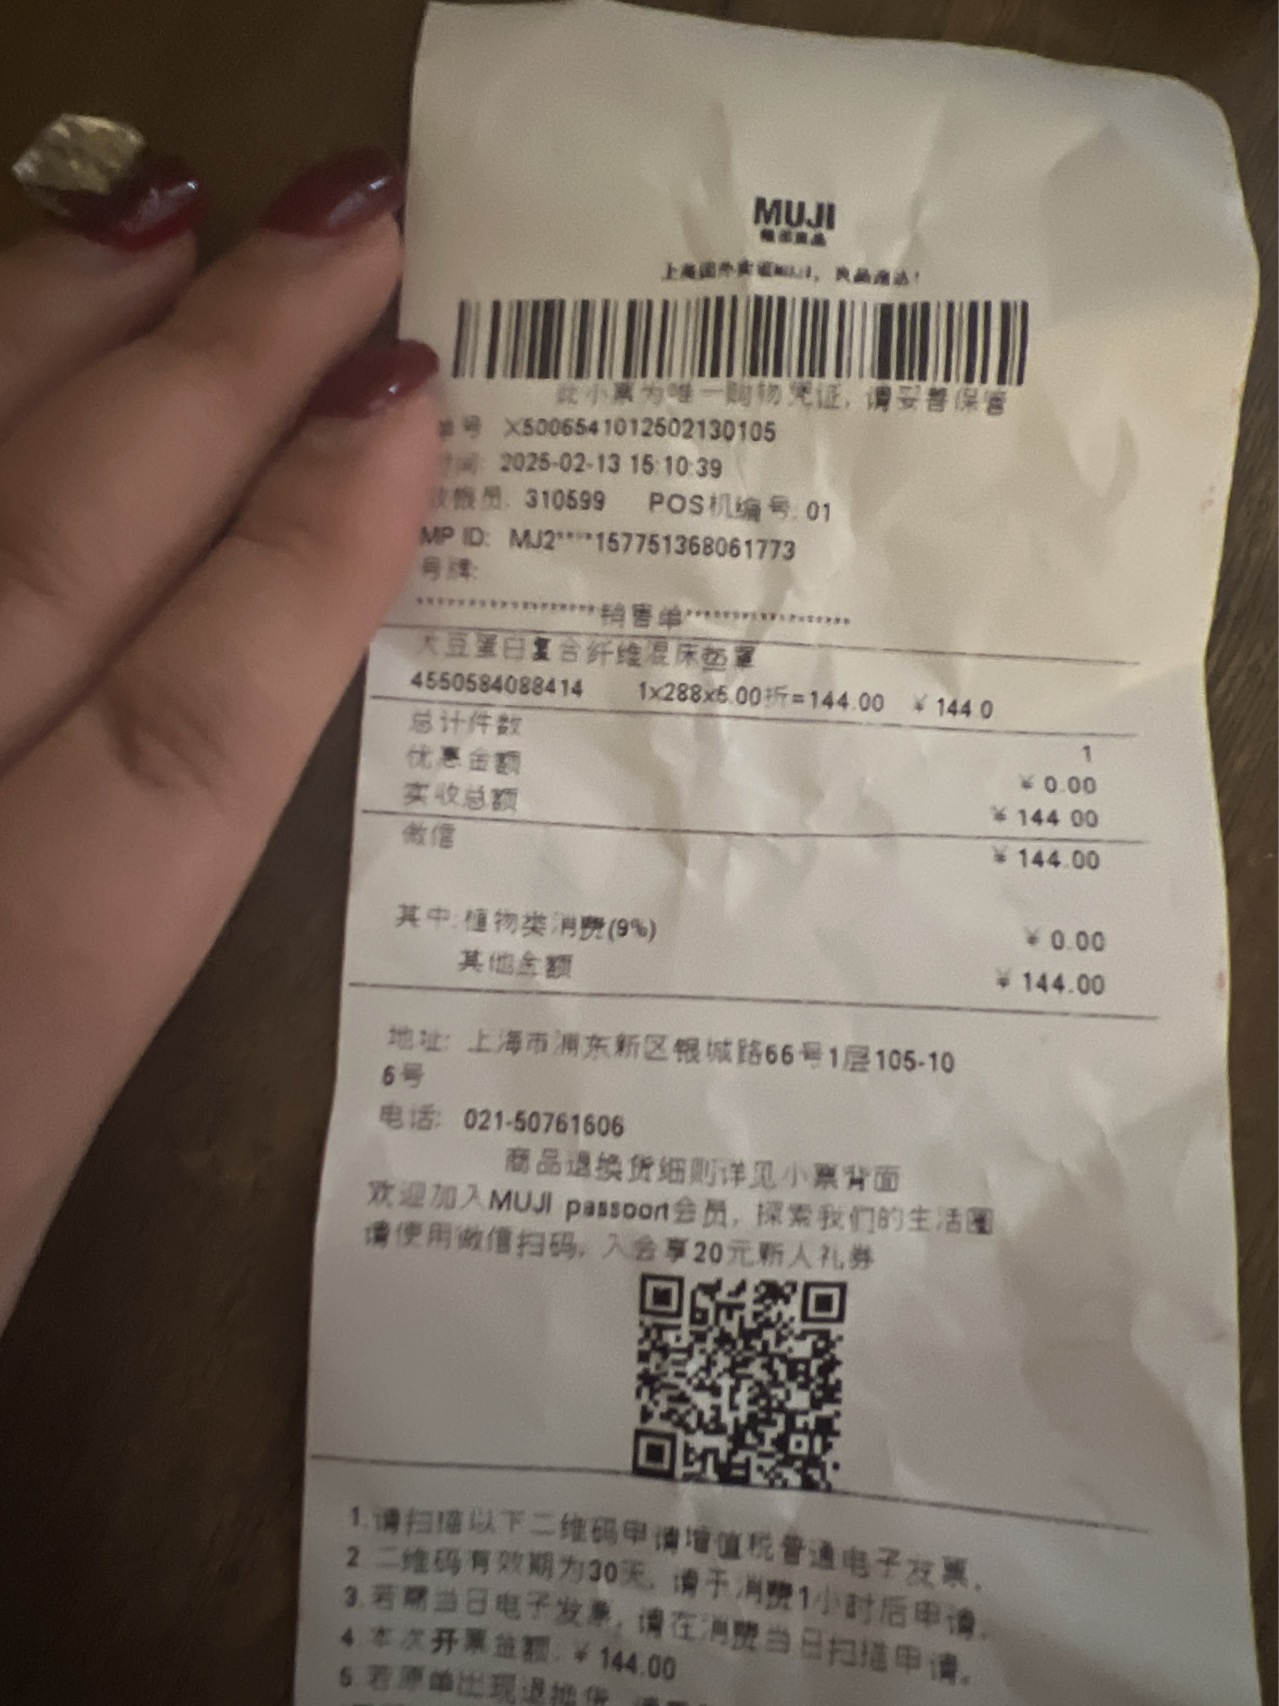 MUJI
無印良品
此小票为唯一购物凭证，请妥善保管
单号 X5006541012502130105
时间: 2025-02-13 15:10:39
收银员: 310599 POS机编号: 01
MP ID: MJ2****157751368061773
号牌:
销售单
大豆蛋白复合纤维混床垫罩
4550584088414 1x288x5.00折=144.00 ￥144.0
总计件数 1
优惠金额 ￥0.00
实收总额 ￥144.00
微信 ￥144.00
其中:植物类消费(9%) ￥0.00
其他金额 ￥144.00
地址: 上海市浦东新区银城路66号1层105-10
6号
电话: 021-50761606
商品退换货细则详见小票背面
欢迎加入MUJI passport会员，探索我们的生活圈
请使用微信扫码，入会享20元新人礼券
1.请扫描以下二维码申请增值税普通电子发票。
2.二维码有效期为30天，请于消费1小时后申请。
3.若需当日电子发票，请在消费当日扫描申请。
4.本次开票金额: ￥144.00
5.若原单出现退换货